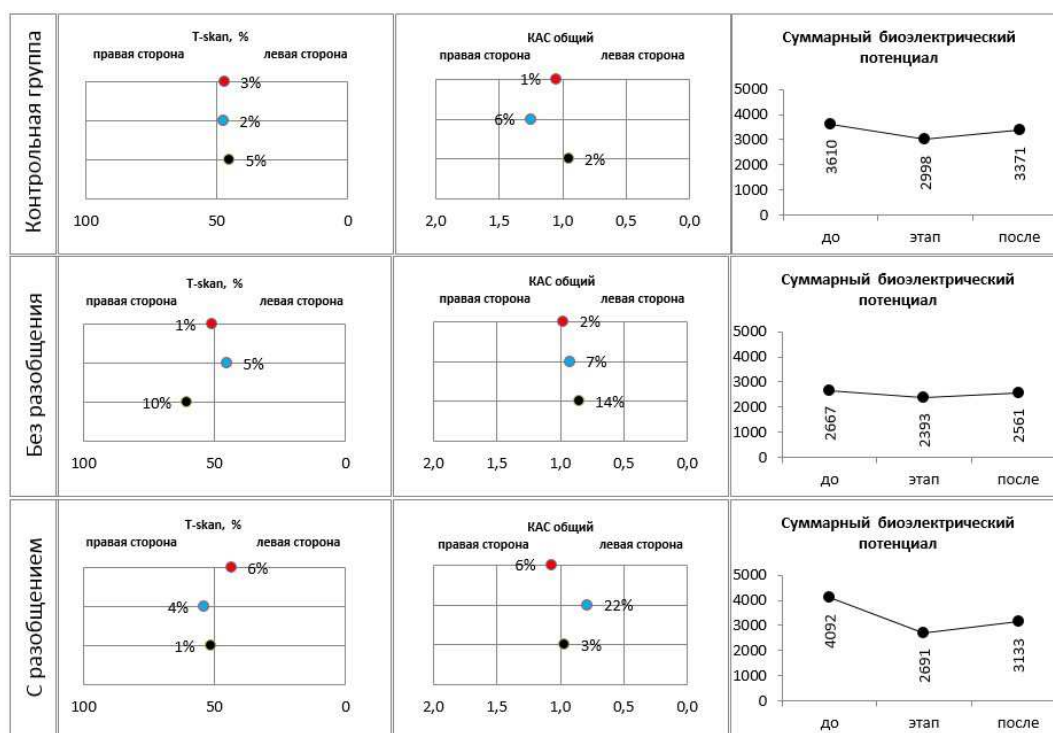 Контрольная группа
T-skan, %
правая сторона левая сторона
3%
2%
5%
100 50 0
КАС общий
правая сторона левая сторона
1%
6%
2%
2,0 1,5 1,0 0,5 0,0
Суммарный биоэлектрический
потенциал
5000
4000
3000
2000
1000
0
3610 2998 3371
до этап после
Без разобщения
T-skan, %
правая сторона левая сторона
1%
5%
10%
100 50 0
КАС общий
правая сторона левая сторона
2%
7%
14%
2,0 1,5 1,0 0,5 0,0
Суммарный биоэлектрический
потенциал
5000
4000
3000
2000
1000
0
2667 2393 2561
до этап после
С разобщением
T-skan, %
правая сторона левая сторона
6%
4%
1%
100 50 0
КАС общий
правая сторона левая сторона
6%
22%
3%
2,0 1,5 1,0 0,5 0,0
Суммарный биоэлектрический
потенциал
5000
4000
3000
2000
1000
0
4092 2691 3133
до этап после